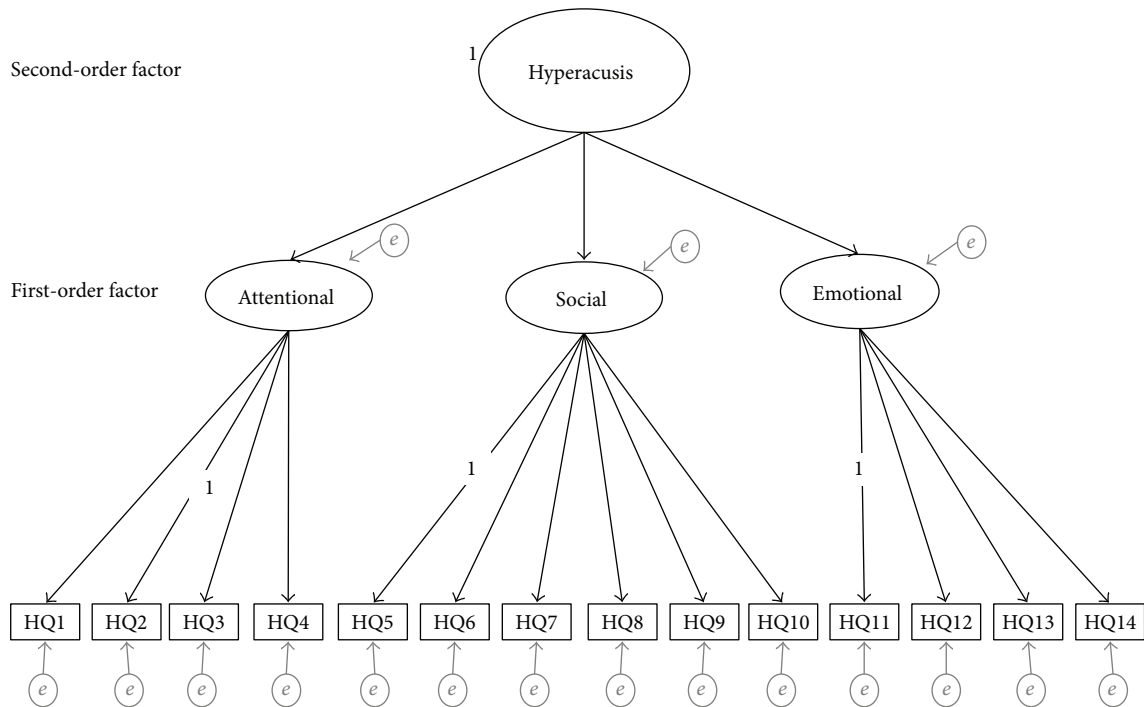 1
Second-order factor
Hyperacusis
e e e
First-order factor
Attentional Social Emotional
1 1 1
HQ1 HQ2 HQ3 HQ4 HQ5 HQ6 HQ7 HQ8 HQ9 HQ10 HQ11 HQ12 HQ13 HQ14
e e e e e e e e e e e e e e